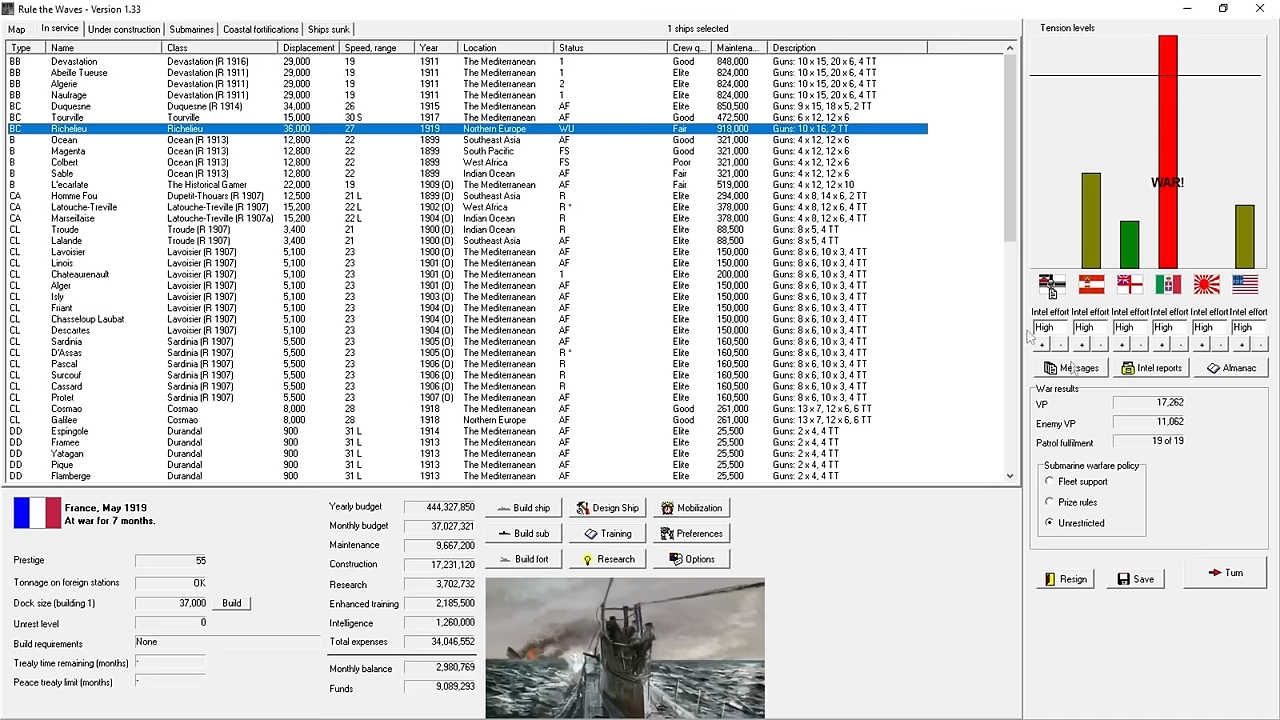 Rule the Waves - Version 1.33
Map In service Under construction Submarines Coastal fortifications Ships sunk 1 ships selected
Type Name Class Displacement Speed, range Year Location Status Crew q... Maintena... Description
BB Devastation Devastation (R 1916) 29,000 19 1911 The Mediterranean 1 Good 848,000 Guns: 10 x 15, 20 x 6, 4 TT
BB Abeille Tueuse Devastation (R 1911) 29,000 19 1911 The Mediterranean 1 Elite 824,000 Guns: 10 x 15, 20 x 6, 4 TT
BB Algerie Devastation (R 1911) 29,000 19 1911 The Mediterranean 2 Elite 824,000 Guns: 10 x 15, 20 x 6, 4 TT
BB Naufrage Devastation (R 1911) 29,000 19 1911 The Mediterranean 1 Elite 824,000 Guns: 10 x 15, 20 x 6, 4 TT
BC Duquesne Duquesne (R 1914) 34,000 26 1915 The Mediterranean AF Good 850,500 Guns: 9 x 15, 18 x 5, 2 TT
BC Tourville Tourville 15,000 30 S 1917 The Mediterranean AF Good 472,500 Guns: 6 x 12, 12 x 6
BC Richelieu Richelieu 36,000 27 1919 Northern Europe WU Fair 918,000 Guns: 10 x 16, 2 TT
B Ocean Ocean (R 1913) 12,800 22 1899 Southeast Asia AF Good 321,000 Guns: 4 x 12, 12 x 6
B Magenta Ocean (R 1913) 12,800 22 1899 South Pacific FS Good 321,000 Guns: 4 x 12, 12 x 6
B Colbert Ocean (R 1913) 12,800 22 1899 West Africa FS Poor 321,000 Guns: 4 x 12, 12 x 6
B Sable Ocean (R 1913) 12,800 22 1899 Indian Ocean AF Fair 321,000 Guns: 4 x 12, 12 x 6
B L'ecarlate The Historical Gamer 22,000 19 1909 (O) The Mediterranean AF Fair 519,000 Guns: 4 x 12, 12 x 10
CA Homme Fou Dupetit-Thouars (R 1907) 12,500 21 L 1899 (O) Southeast Asia R Elite 294,000 Guns: 4 x 8, 14 x 6, 2 TT
CA Latouche-Treville Latouche-Treville (R 1907) 15,200 22 L 1902 (O) West Africa R * Elite 378,000 Guns: 4 x 8, 12 x 6, 4 TT
CA Marseillaise Latouche-Treville (R 1907a) 15,200 22 L 1904 (O) Indian Ocean R Elite 378,000 Guns: 4 x 8, 12 x 6, 4 TT
CL Troude Troude (R 1907) 3,400 21 1900 (O) Indian Ocean R Elite 88,500 Guns: 8 x 5, 4 TT
CL Lalande Troude (R 1907) 3,400 21 1900 (O) Southeast Asia AF Elite 88,500 Guns: 8 x 5, 4 TT
CL Lavoisier Lavoisier (R 1907) 5,100 23 1901 (O) The Mediterranean AF Elite 150,000 Guns: 8 x 6, 10 x 3, 4 TT
CL Linois Lavoisier (R 1907) 5,100 23 1901 (O) The Mediterranean AF Elite 150,000 Guns: 8 x 6, 10 x 3, 4 TT
CL Chateaurenault Lavoisier (R 1907) 5,100 23 1901 (O) The Mediterranean 1 Elite 200,000 Guns: 8 x 6, 10 x 3, 4 TT
CL Alger Lavoisier (R 1907) 5,100 23 1902 (O) The Mediterranean AF Elite 150,000 Guns: 8 x 6, 10 x 3, 4 TT
CL Isly Lavoisier (R 1907) 5,100 23 1903 (O) The Mediterranean AF Elite 150,000 Guns: 8 x 6, 10 x 3, 4 TT
CL Friant Lavoisier (R 1907) 5,100 23 1904 (O) The Mediterranean AF Elite 150,000 Guns: 8 x 6, 10 x 3, 4 TT
CL Chasseloup Laubat Lavoisier (R 1907) 5,100 23 1904 (O) The Mediterranean AF Elite 150,000 Guns: 8 x 6, 10 x 3, 4 TT
CL Descartes Lavoisier (R 1907) 5,100 23 1904 (O) The Mediterranean AF Elite 150,000 Guns: 8 x 6, 10 x 3, 4 TT
CL Sardinia Sardinia (R 1907) 5,500 23 1905 (O) The Mediterranean AF Elite 160,500 Guns: 8 x 6, 10 x 3, 4 TT
CL D'Assas Sardinia (R 1907) 5,500 23 1905 (O) The Mediterranean R * Elite 160,500 Guns: 8 x 6, 10 x 3, 4 TT
CL Pascal Sardinia (R 1907) 5,500 23 1906 (O) The Mediterranean R Elite 160,500 Guns: 8 x 6, 10 x 3, 4 TT
CL Surcouf Sardinia (R 1907) 5,500 23 1906 (O) The Mediterranean R Elite 160,500 Guns: 8 x 6, 10 x 3, 4 TT
CL Cassard Sardinia (R 1907) 5,500 23 1906 (O) The Mediterranean R Elite 160,500 Guns: 8 x 6, 10 x 3, 4 TT
CL Protet Sardinia (R 1907) 5,500 23 1907 (O) The Mediterranean AF Elite 160,500 Guns: 8 x 6, 10 x 3, 4 TT
CL Cosmao Cosmao 8,000 28 1918 The Mediterranean AF Good 261,000 Guns: 13 x 7, 12 x 6, 6 TT
CL Galilee Cosmao 8,000 28 1918 Northern Europe AF Good 261,000 Guns: 13 x 7, 12 x 6, 6 TT
DD Espingole Durandal 900 31 L 1914 The Mediterranean AF Elite 25,500 Guns: 2 x 4, 4 TT
DD Framee Durandal 900 31 L 1913 The Mediterranean AF Elite 25,500 Guns: 2 x 4, 4 TT
DD Yatagan Durandal 900 31 L 1913 The Mediterranean AF Elite 25,500 Guns: 2 x 4, 4 TT
DD Pique Durandal 900 31 L 1913 The Mediterranean AF Elite 25,500 Guns: 2 x 4, 4 TT
DD Flamberge Durandal 900 31 L 1913 The Mediterranean AF Elite 25,500 Guns: 2 x 4, 4 TT
Tension levels
WAR!
Intel effort Intel effort Intel effort Intel effort Intel effort Intel effort
High High High High High High
+ - + - + - + - + - + -
Messages Intel reports Almanac
War results
VP 17,262
Enemy VP 11,062
Patrol fulfilment 19 of 19
Submarine warfare policy
Fleet support
Prize rules
Unrestricted
Resign Save Turn
France, May 1919
At war for 7 months.
Prestige 55
Tonnage on foreign stations OK
Dock size (building 1) 37,000 Build
Unrest level 0
Build requirements None
Treaty time remaining (months) -
Peace treaty limit (months) -
Yearly budget 444,327,850
Monthly budget 37,027,321
Maintenance 9,667,200
Construction 17,231,120
Research 3,702,732
Enhanced training 2,185,500
Intelligence 1,260,000
Total expenses 34,046,552
Monthly balance 2,980,769
Funds 9,089,293
Build ship Design Ship Mobilization
Build sub Training Preferences
Build fort Research Options